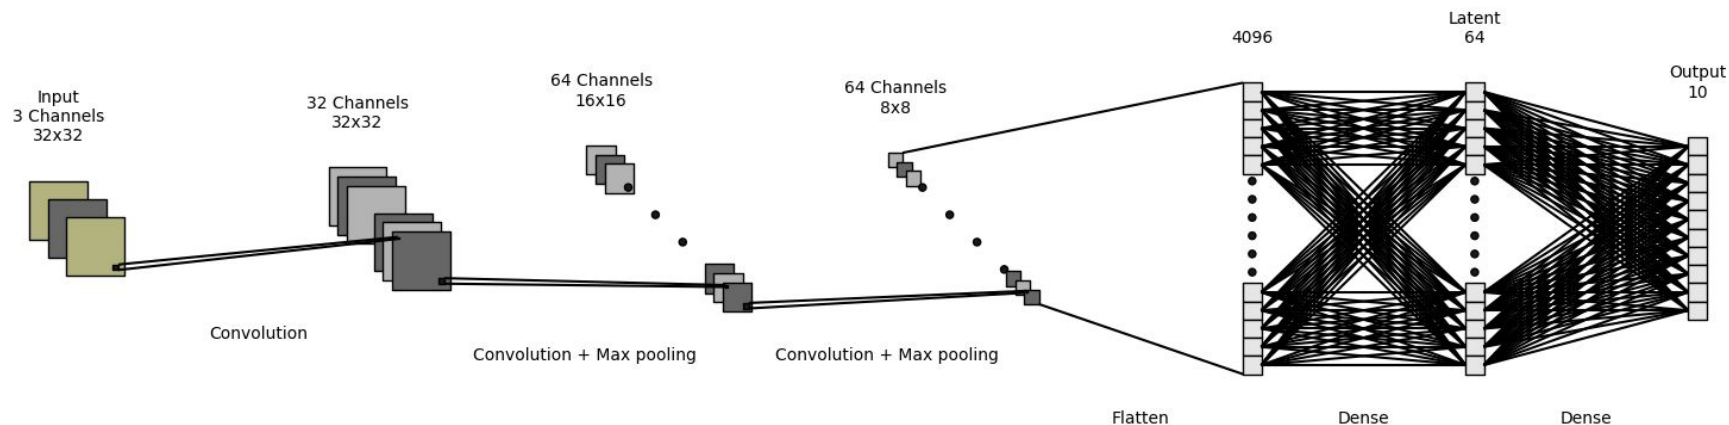 Input
3 Channels
32x32
32 Channels
32x32
64 Channels
16x16
64 Channels
8x8
4096
Latent
64
Output
10
Convolution
Convolution + Max pooling
Convolution + Max pooling
Flatten
Dense
Dense